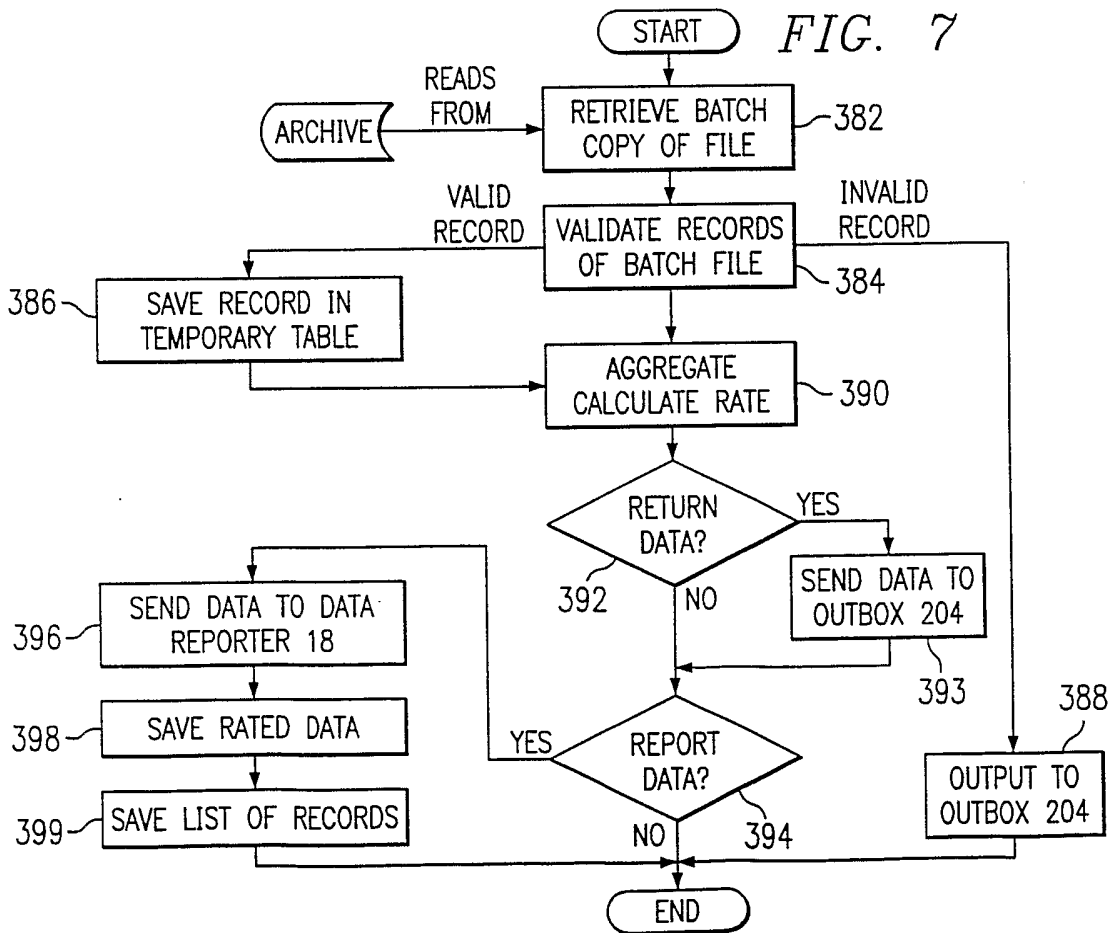 START
FIG. 7
READS
FROM
ARCHIVE
RETRIEVE BATCH
COPY OF FILE
382
VALID
RECORD
INVALID
RECORD
VALIDATE RECORDS
OF BATCH FILE
384
386
SAVE RECORD IN
TEMPORARY TABLE
AGGREGATE
CALCULATE RATE
390
RETURN
DATA?
YES
392
NO
SEND DATA TO
OUTBOX 204
393
396
SEND DATA TO DATA
REPORTER 18
398
SAVE RATED DATA
399
SAVE LIST OF RECORDS
YES
REPORT
DATA?
394
NO
388
OUTPUT TO
OUTBOX 204
END